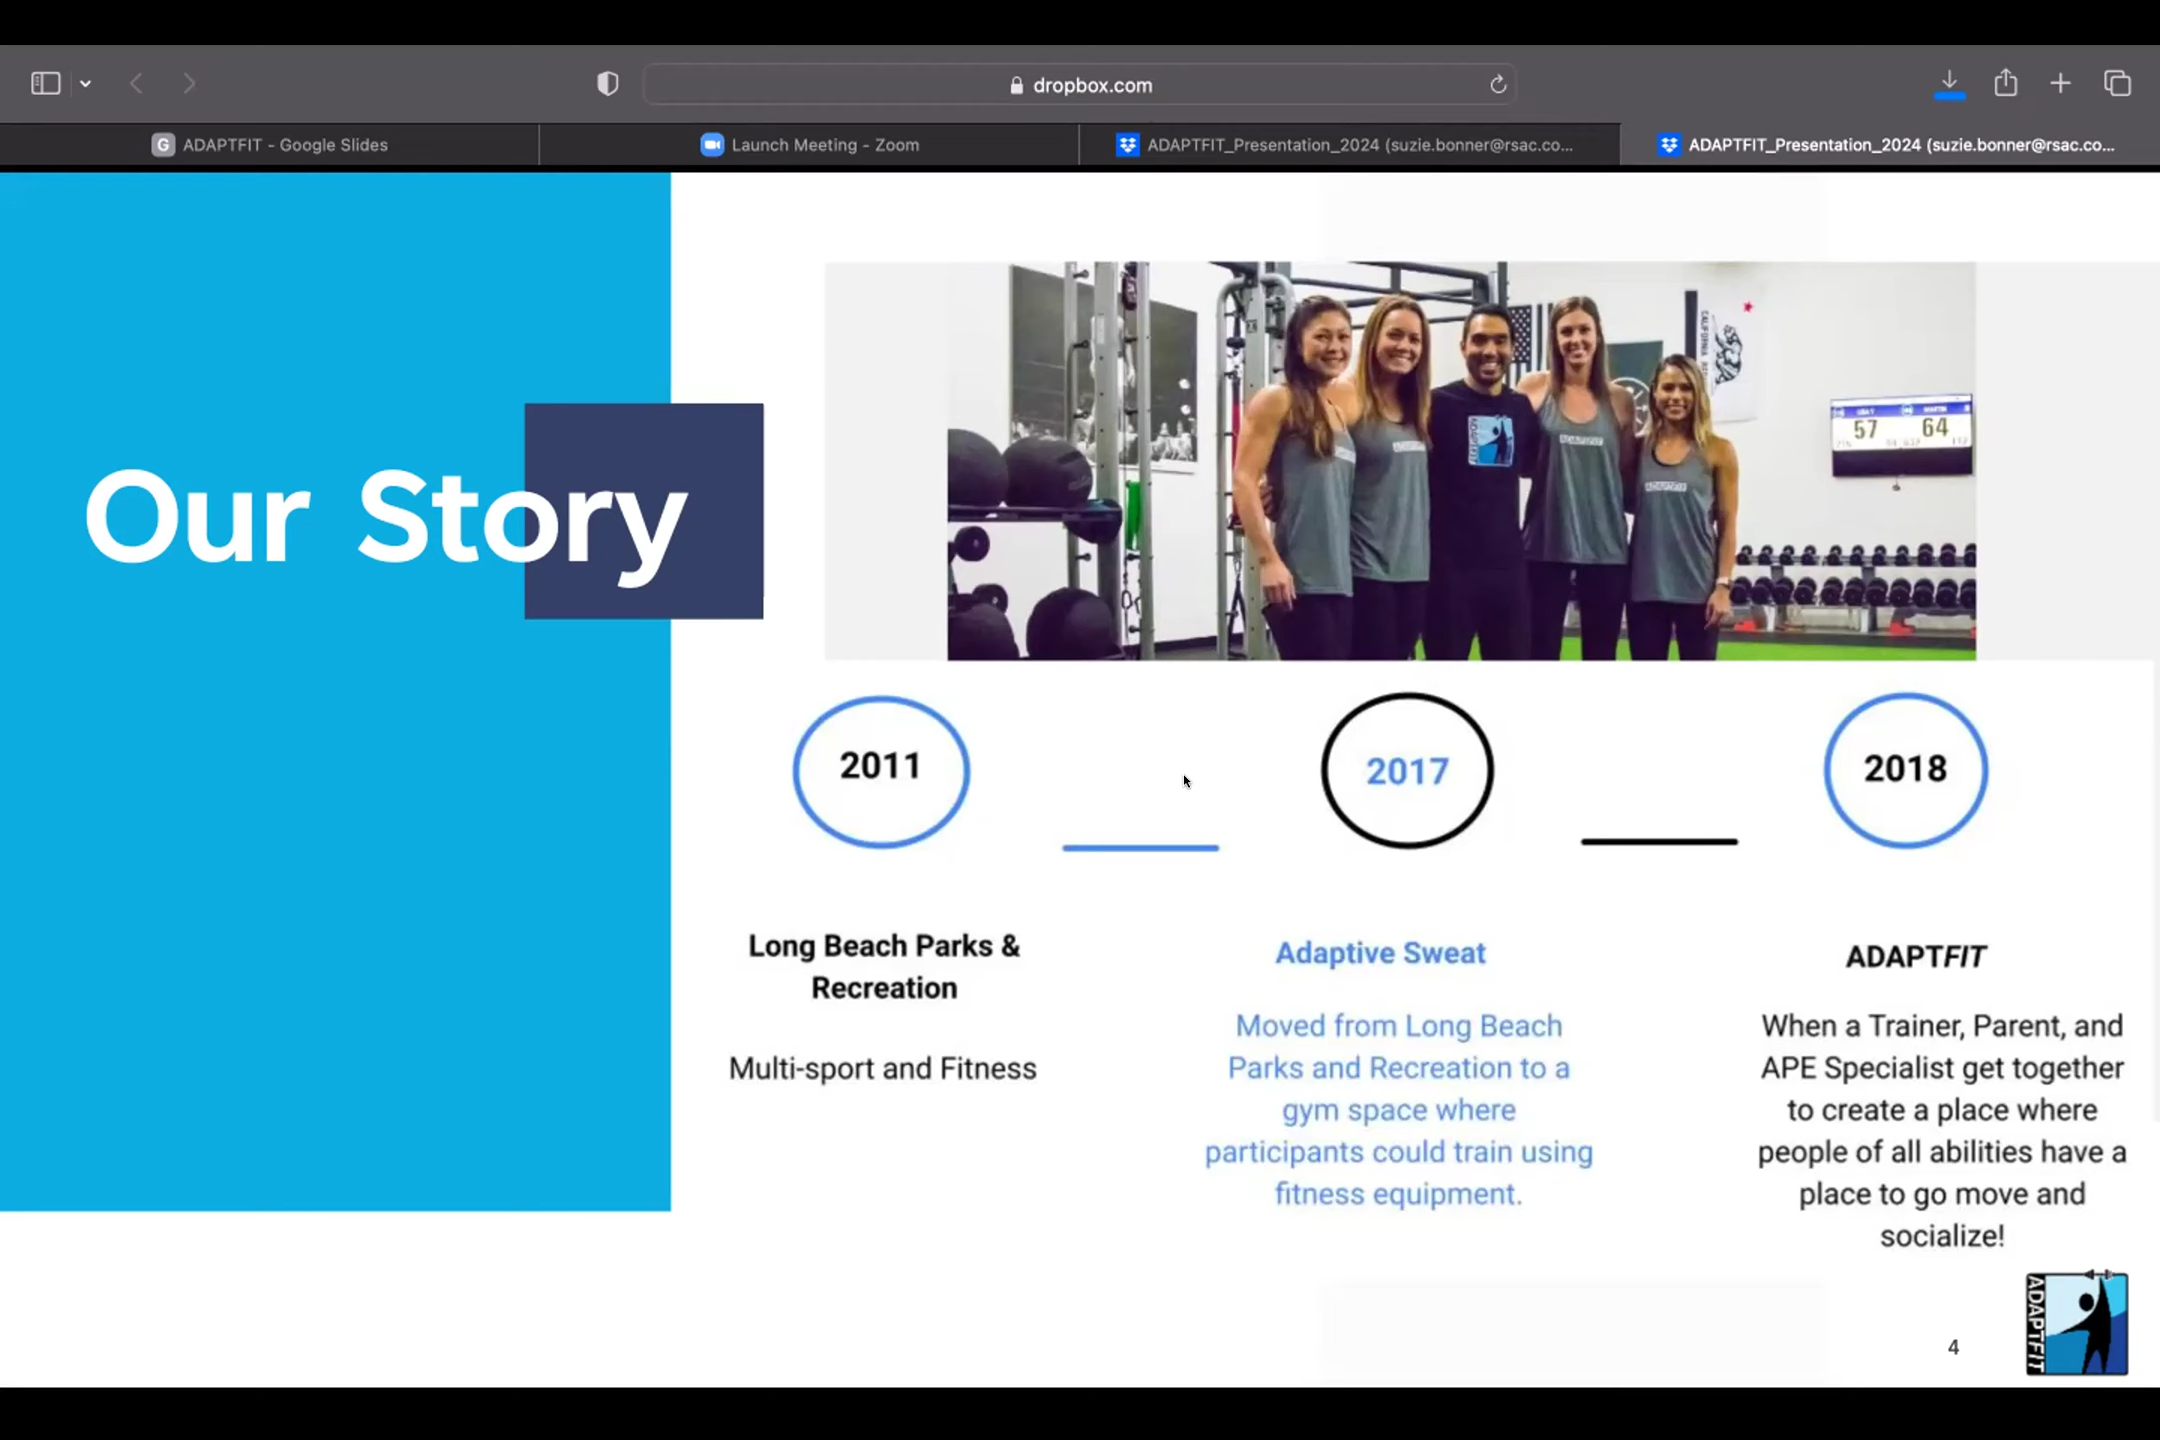 dropbox.com
ADAPTFIT - Google Slides
Launch Meeting - Zoom
ADAPTFIT_Presentation_2024 (suzie.bonner@rsac.co...
ADAPTFIT_Presentation_2024 (suzie.bonner@rsac.co...
Our Story
57 64
2011
2017
2018
Long Beach Parks &
Recreation
Multi-sport and Fitness
Adaptive Sweat
Moved from Long Beach
Parks and Recreation to a
gym space where
participants could train using
fitness equipment.
ADAPTFIT
When a Trainer, Parent, and
APE Specialist get together
to create a place where
people of all abilities have a
place to go move and
socialize!
4
ADAPTFIT